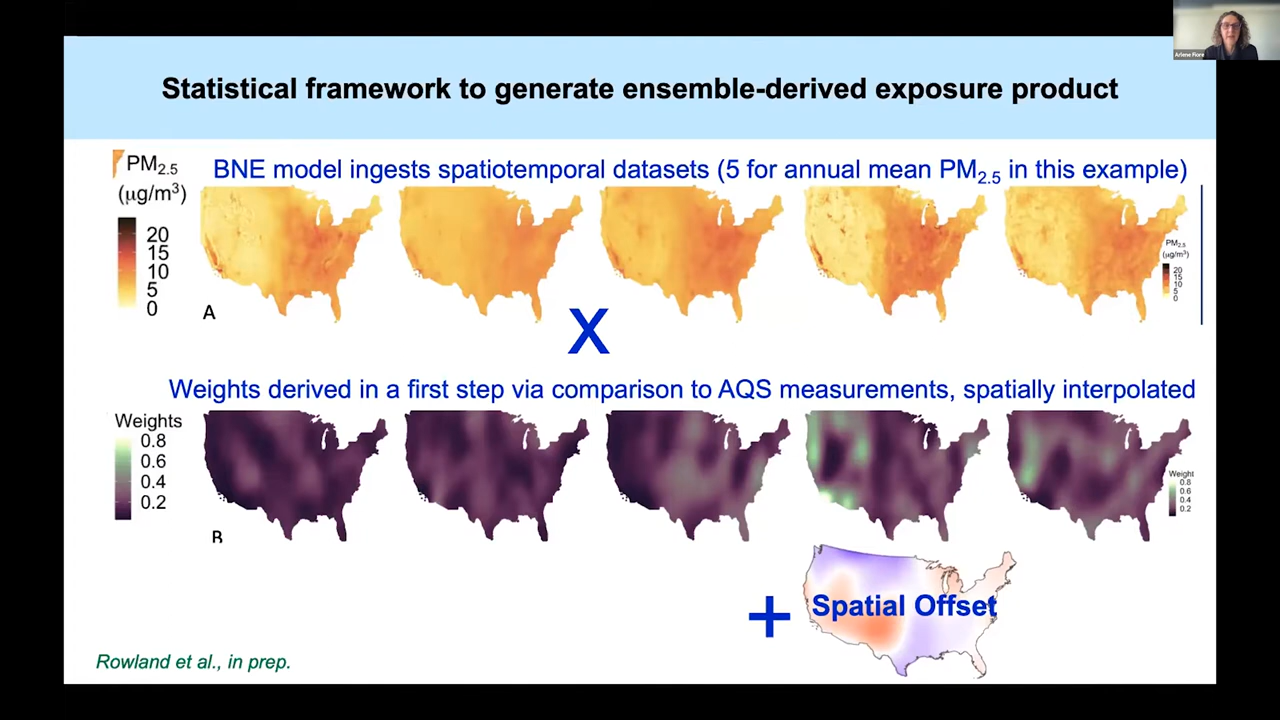 Arlene Fiore
Statistical framework to generate ensemble-derived exposure product
PM2.5
(μg/m3)
20
15
10
5
0
BNE model ingests spatiotemporal datasets (5 for annual mean PM2.5 in this example)
A
PM2.5
(μg/m3)
20
15
10
5
0
X
Weights derived in a first step via comparison to AQS measurements, spatially interpolated
Weights
0.8
0.6
0.4
0.2
B
Weight
0.8
0.6
0.4
0.2
+
Spatial Offset
Rowland et al., in prep.